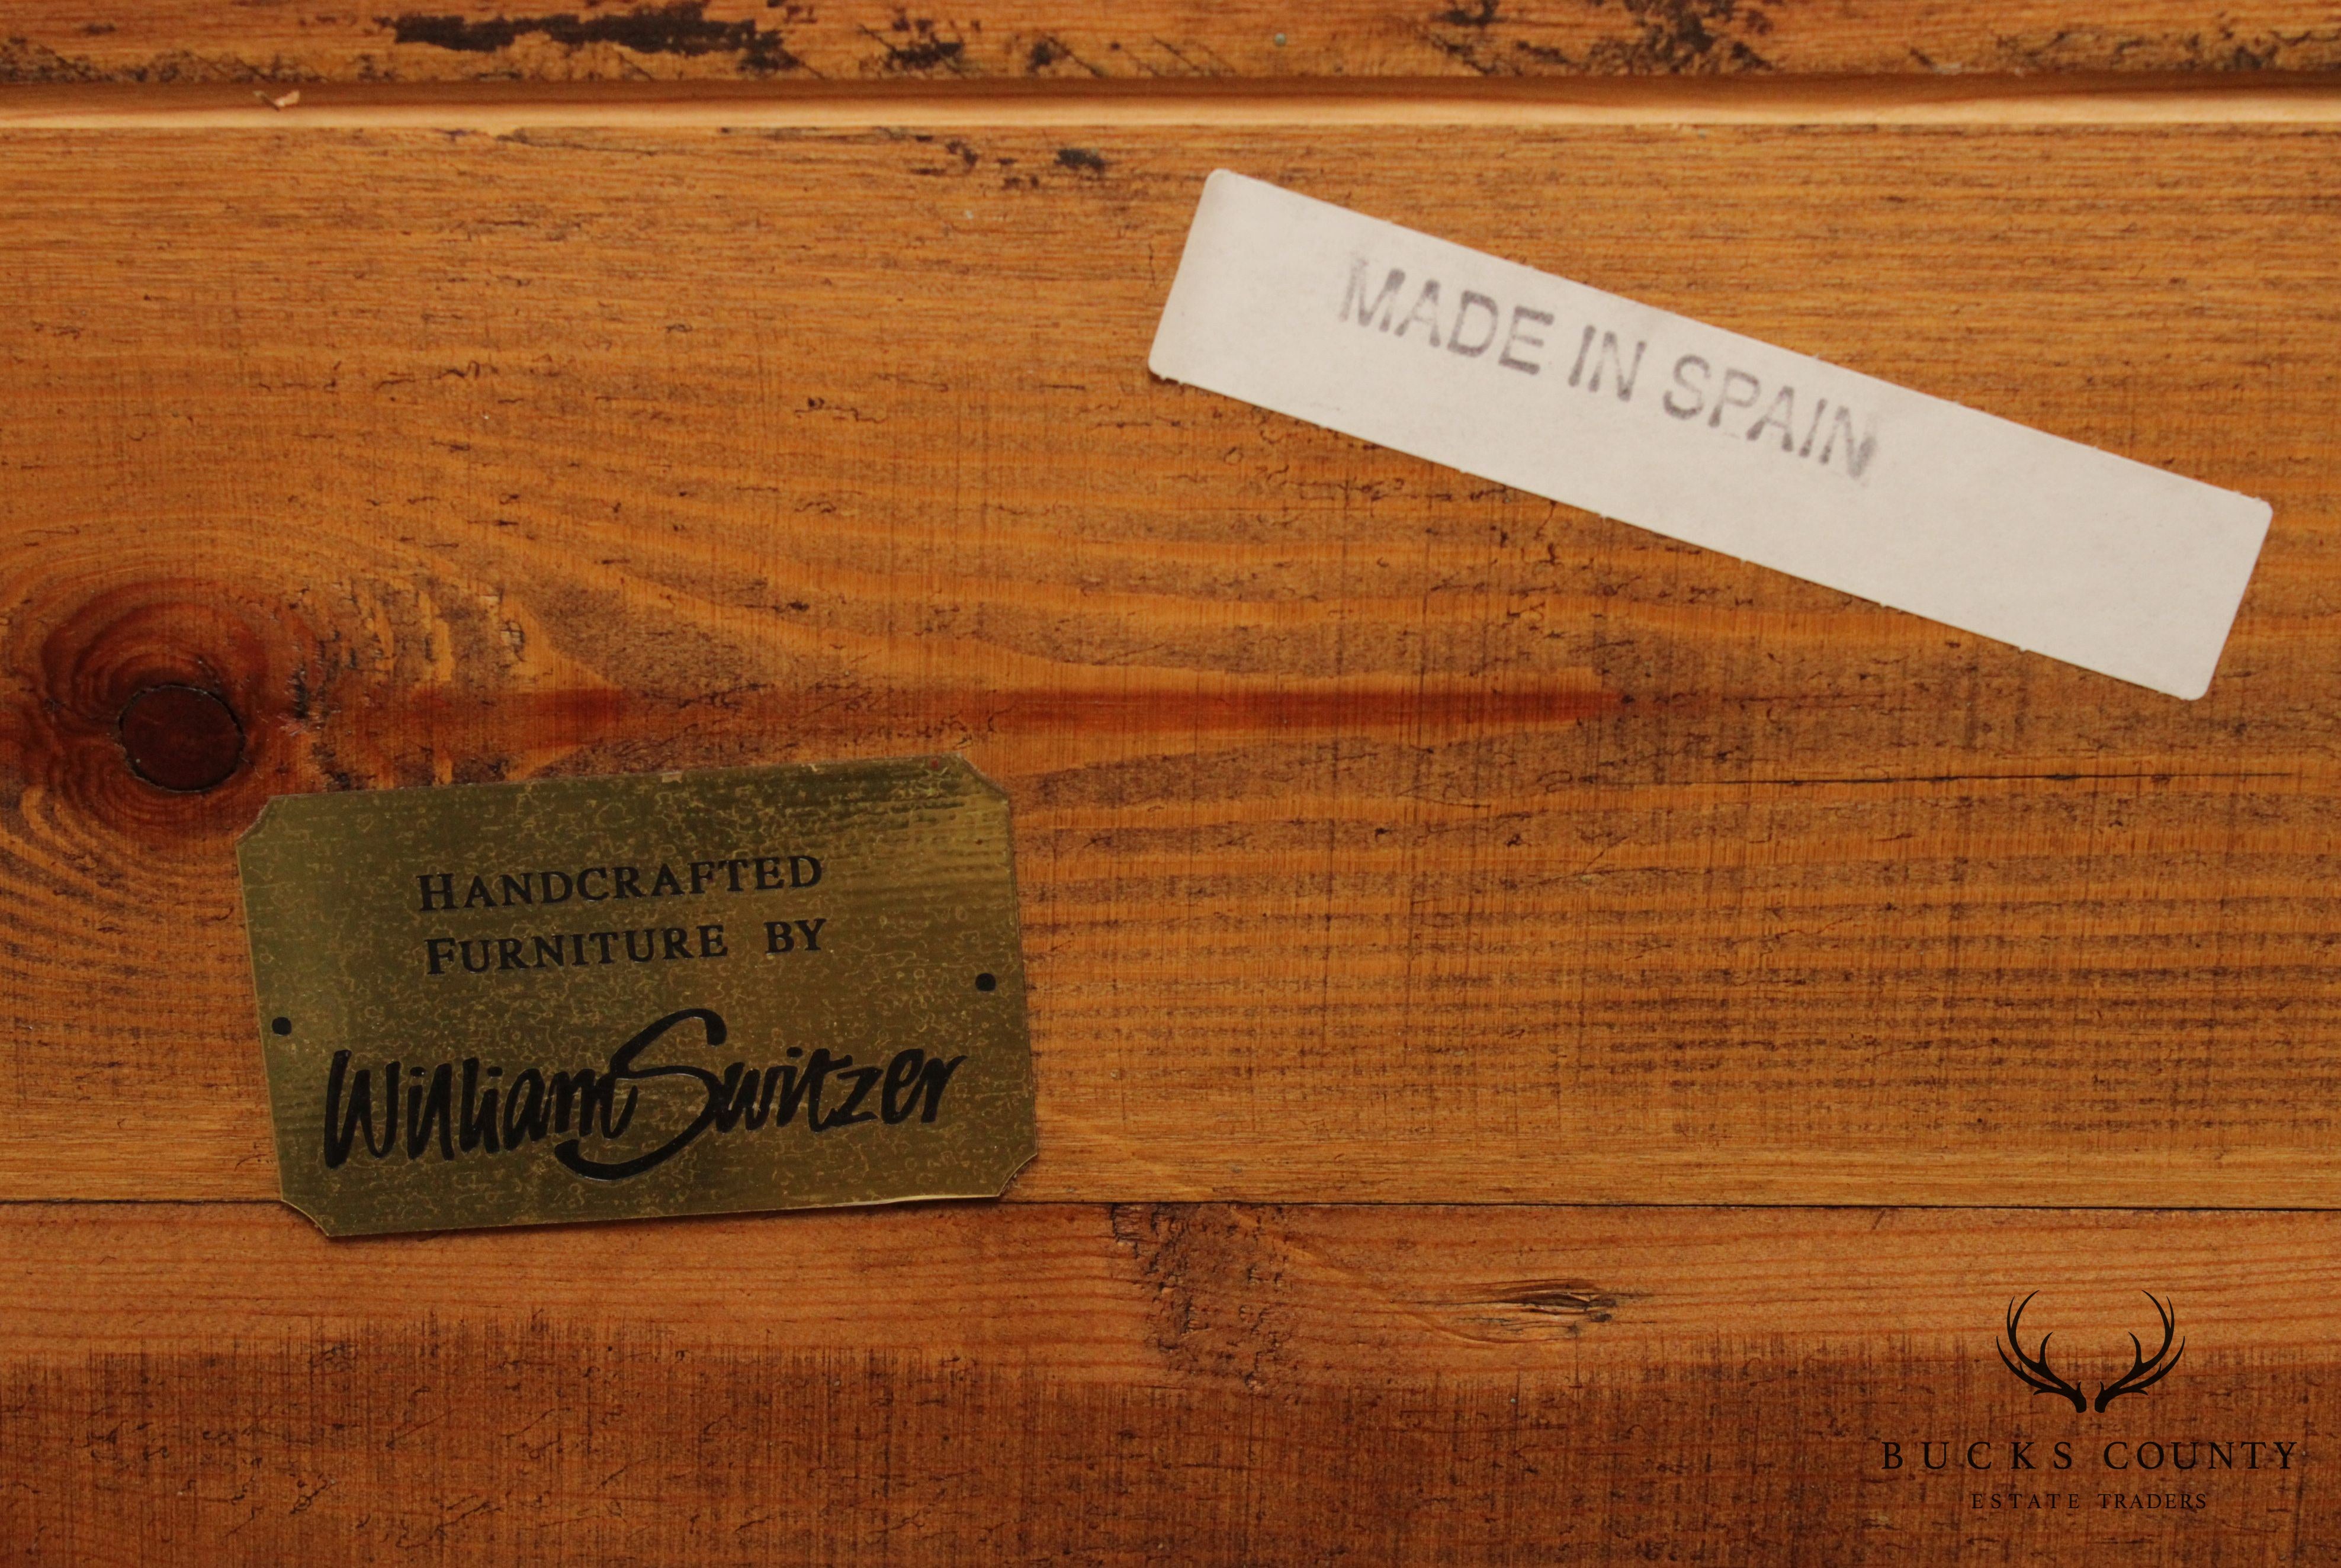 MADE IN SPAIN
HANDCRAFTED
FURNITURE BY
William Switzer
BUCKS COUNTY
ESTATE TRADERS